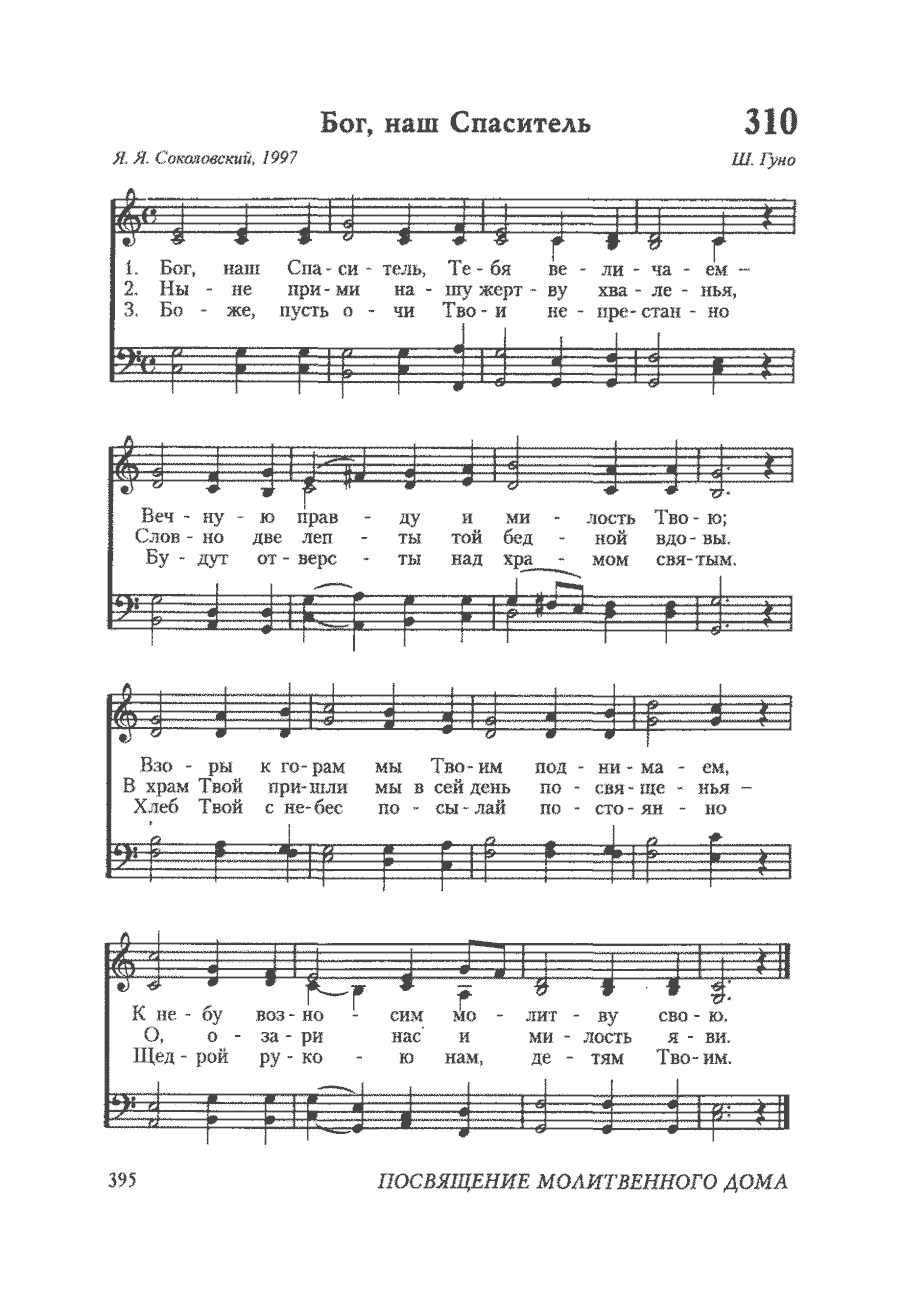 Бог, наш Спаситель 310
Я. Я. Соколовский, 1997 Ш. Гуно
1. Бог, наш Спа - си - тель, Те - бя ве - ли - ча - ем –
2. Ны - не при - ми на - шу жерт - ву хва - ле - нья,
3. Бо - же, пусть о - чи Тво - и не - пре - стан - но
Веч - ну - ю прав - ду и ми - лость Тво - ю;
Слов - но две леп - ты той бед - ной вдо - вы.
Бу - дут от - верс - ты над хра - мом свя - тым.
Взо - ры к го - рам мы Тво - им под - ни - ма - ем,
В храм Твой при - шли мы в сей день по - свя - ще - нья –
Хлеб Твой с не - бес по - сы - лай по - сто - ян - но
К не - бу воз - но - сим мо - лит - ву сво - ю.
О, о - за - ри нас и ми - лость я - ви.
Щед - рой ру - ко - ю нам, де - тям Тво - им.
395 ПОСВЯЩЕНИЕ МОЛИТВЕННОГО ДОМА